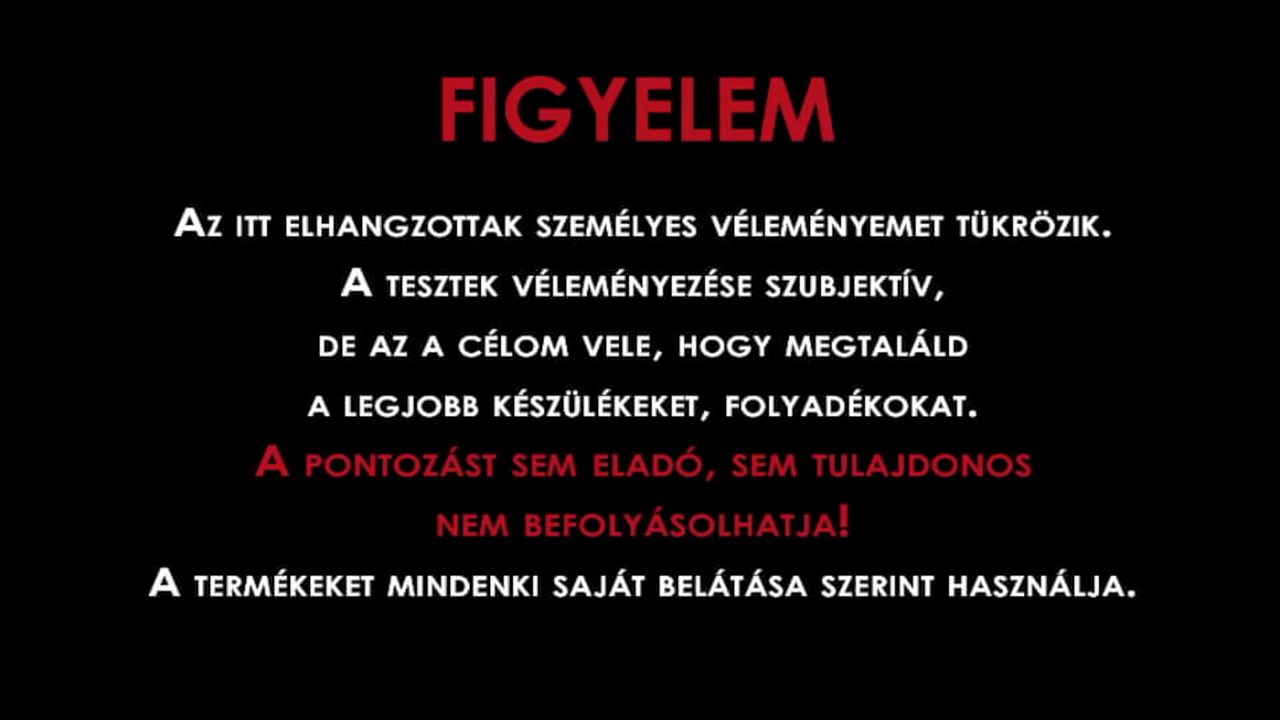 FIGYELEM
Az itt elhangzottak személyes véleményemet tükrözik.
A tesztek véleményezése szubjektív,
de az a célom vele, hogy megtaláld
a legjobb készülékeket, folyadékokat.
A pontozást sem eladó, sem tulajdonos
nem befolyásolhatja!
A termékeket mindenki saját belátása szerint használja.